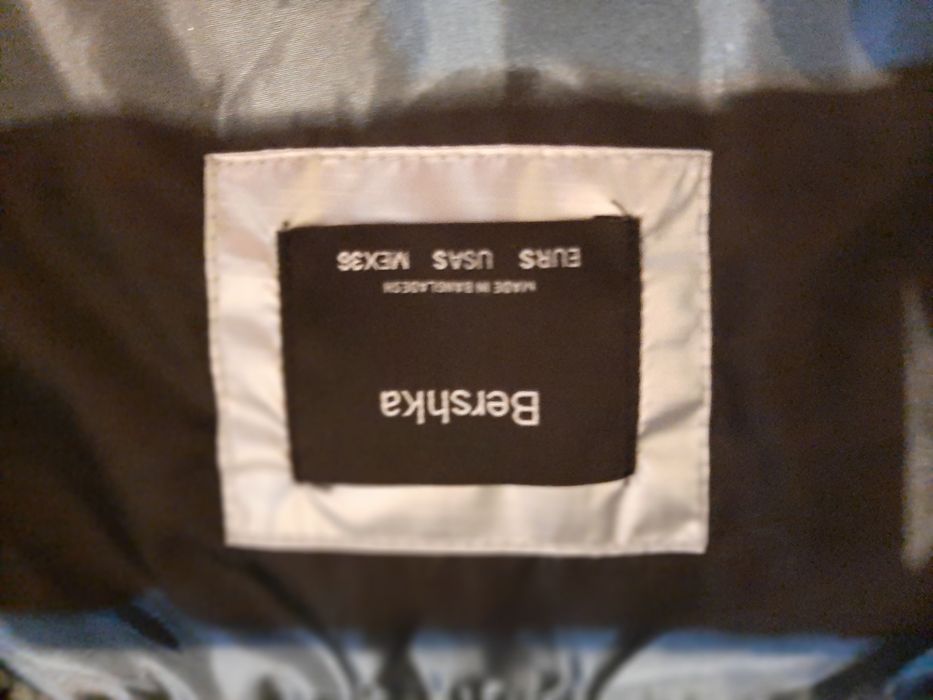 Bershka
MADE IN BANGLADESH
EUR S USA S MEX 36